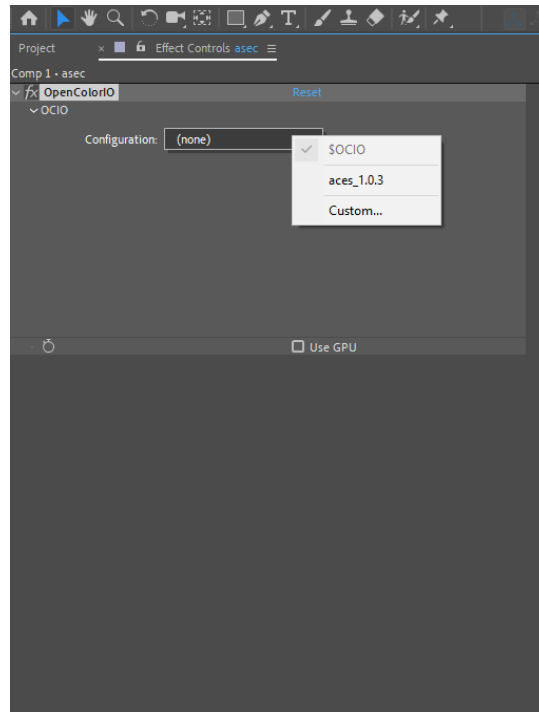 Project × Effect Controls asec
Comp 1 • asec
fx OpenColorIO Reset
OCIO
Configuration: (none)
$OCIO
aces_1.0.3
Custom...
Use GPU